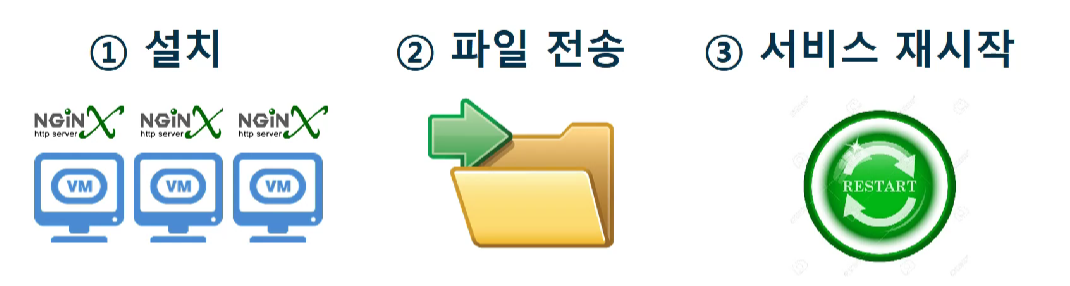 ① 설치
② 파일 전송
③ 서비스 재시작
NGiNX NGiNX NGiNX
http server http server http server
VM VM VM
RESTART